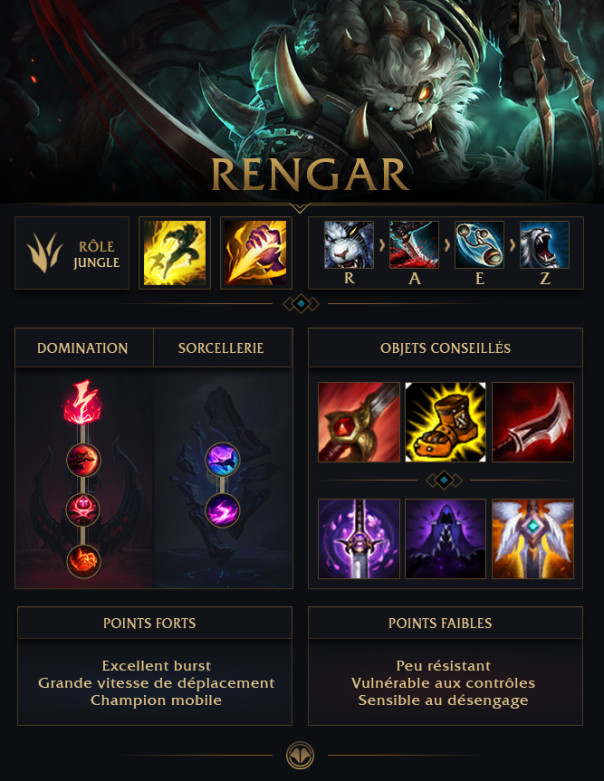 RENGAR
RÔLE
JUNGLE
R A E Z
DOMINATION
SORCELLERIE
OBJETS CONSEILLÉS
POINTS FORTS
Excellent burst
Grande vitesse de déplacement
Champion mobile
POINTS FAIBLES
Peu résistant
Vulnérable aux contrôles
Sensible au désengage